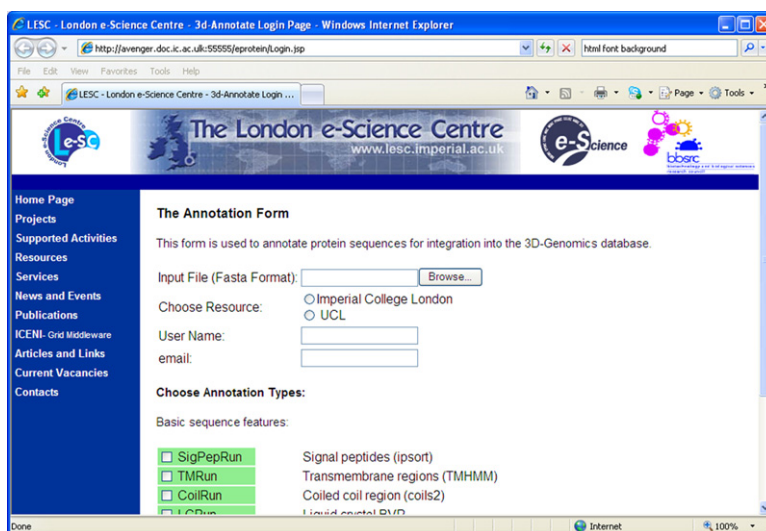 LESC - London e-Science Centre - 3d-Annotate Login Page - Windows Internet Explorer
http://avenger.doc.ic.ac.uk:55555/eprotein/Login.jsp
html font background
File Edit View Favorites Tools Help
LESC - London e-Science Centre - 3d-Annotate Login ...
Page Tools
London e-Science Centre
e-SC
The London e-Science Centre
www.lesc.imperial.ac.uk
e-Science
bbsrc
Home Page
Projects
Supported Activities
Resources
Services
News and Events
Publications
ICENI- Grid Middleware
Articles and Links
Current Vacancies
Contacts
The Annotation Form
This form is used to annotate protein sequences for integration into the 3D-Genomics database.
Input File (Fasta Format): Browse...
Choose Resource: Imperial College London
UCL
User Name:
email:
Choose Annotation Types:
Basic sequence features:
SigPepRun Signal peptides (ipsort)
TMRun Transmembrane regions (TMHMM)
CoilRun Coiled coil region (coils2)
Done Internet 100%